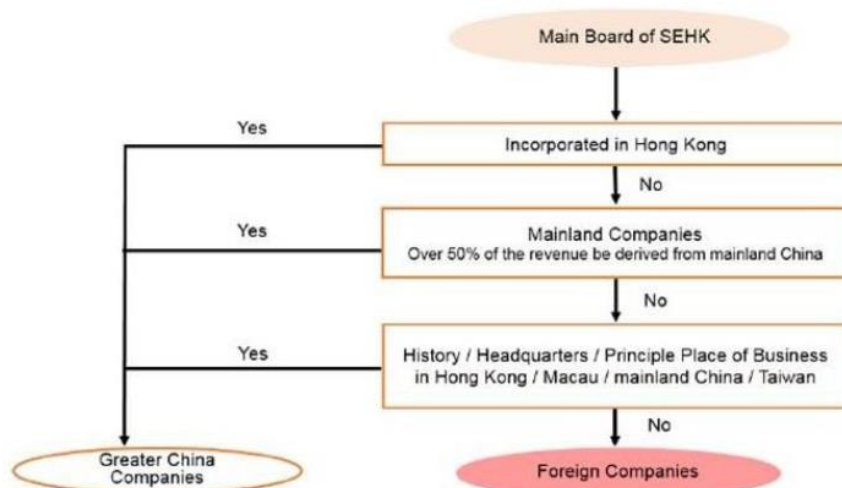 Main Board of SEHK
Yes
Incorporated in Hong Kong
No
Yes
Mainland Companies
Over 50% of the revenue be derived from mainland China
No
Yes
History / Headquarters / Principle Place of Business
in Hong Kong / Macau / mainland China / Taiwan
No
Greater China
Companies
Foreign Companies